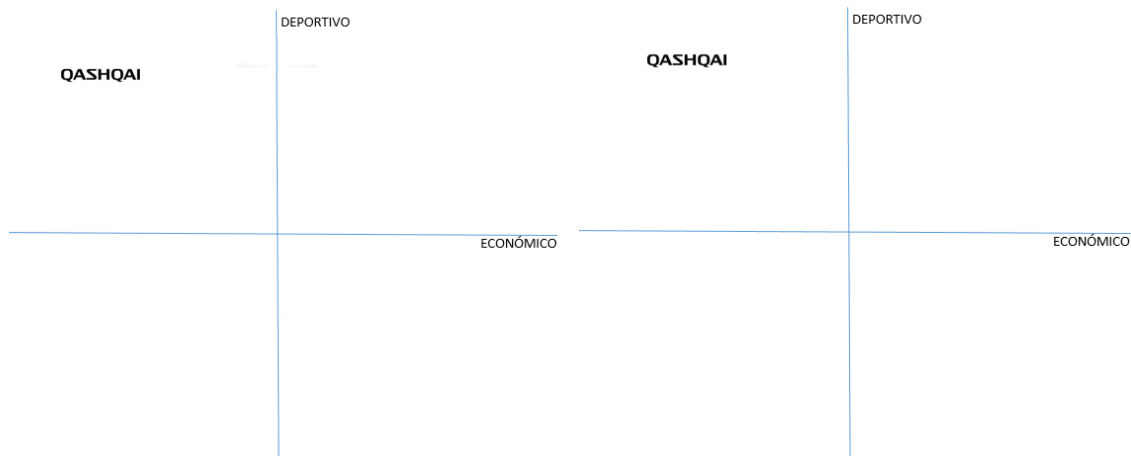 DEPORTIVO
QASHQAI
ECONÓMICO
DEPORTIVO
QASHQAI
ECONÓMICO